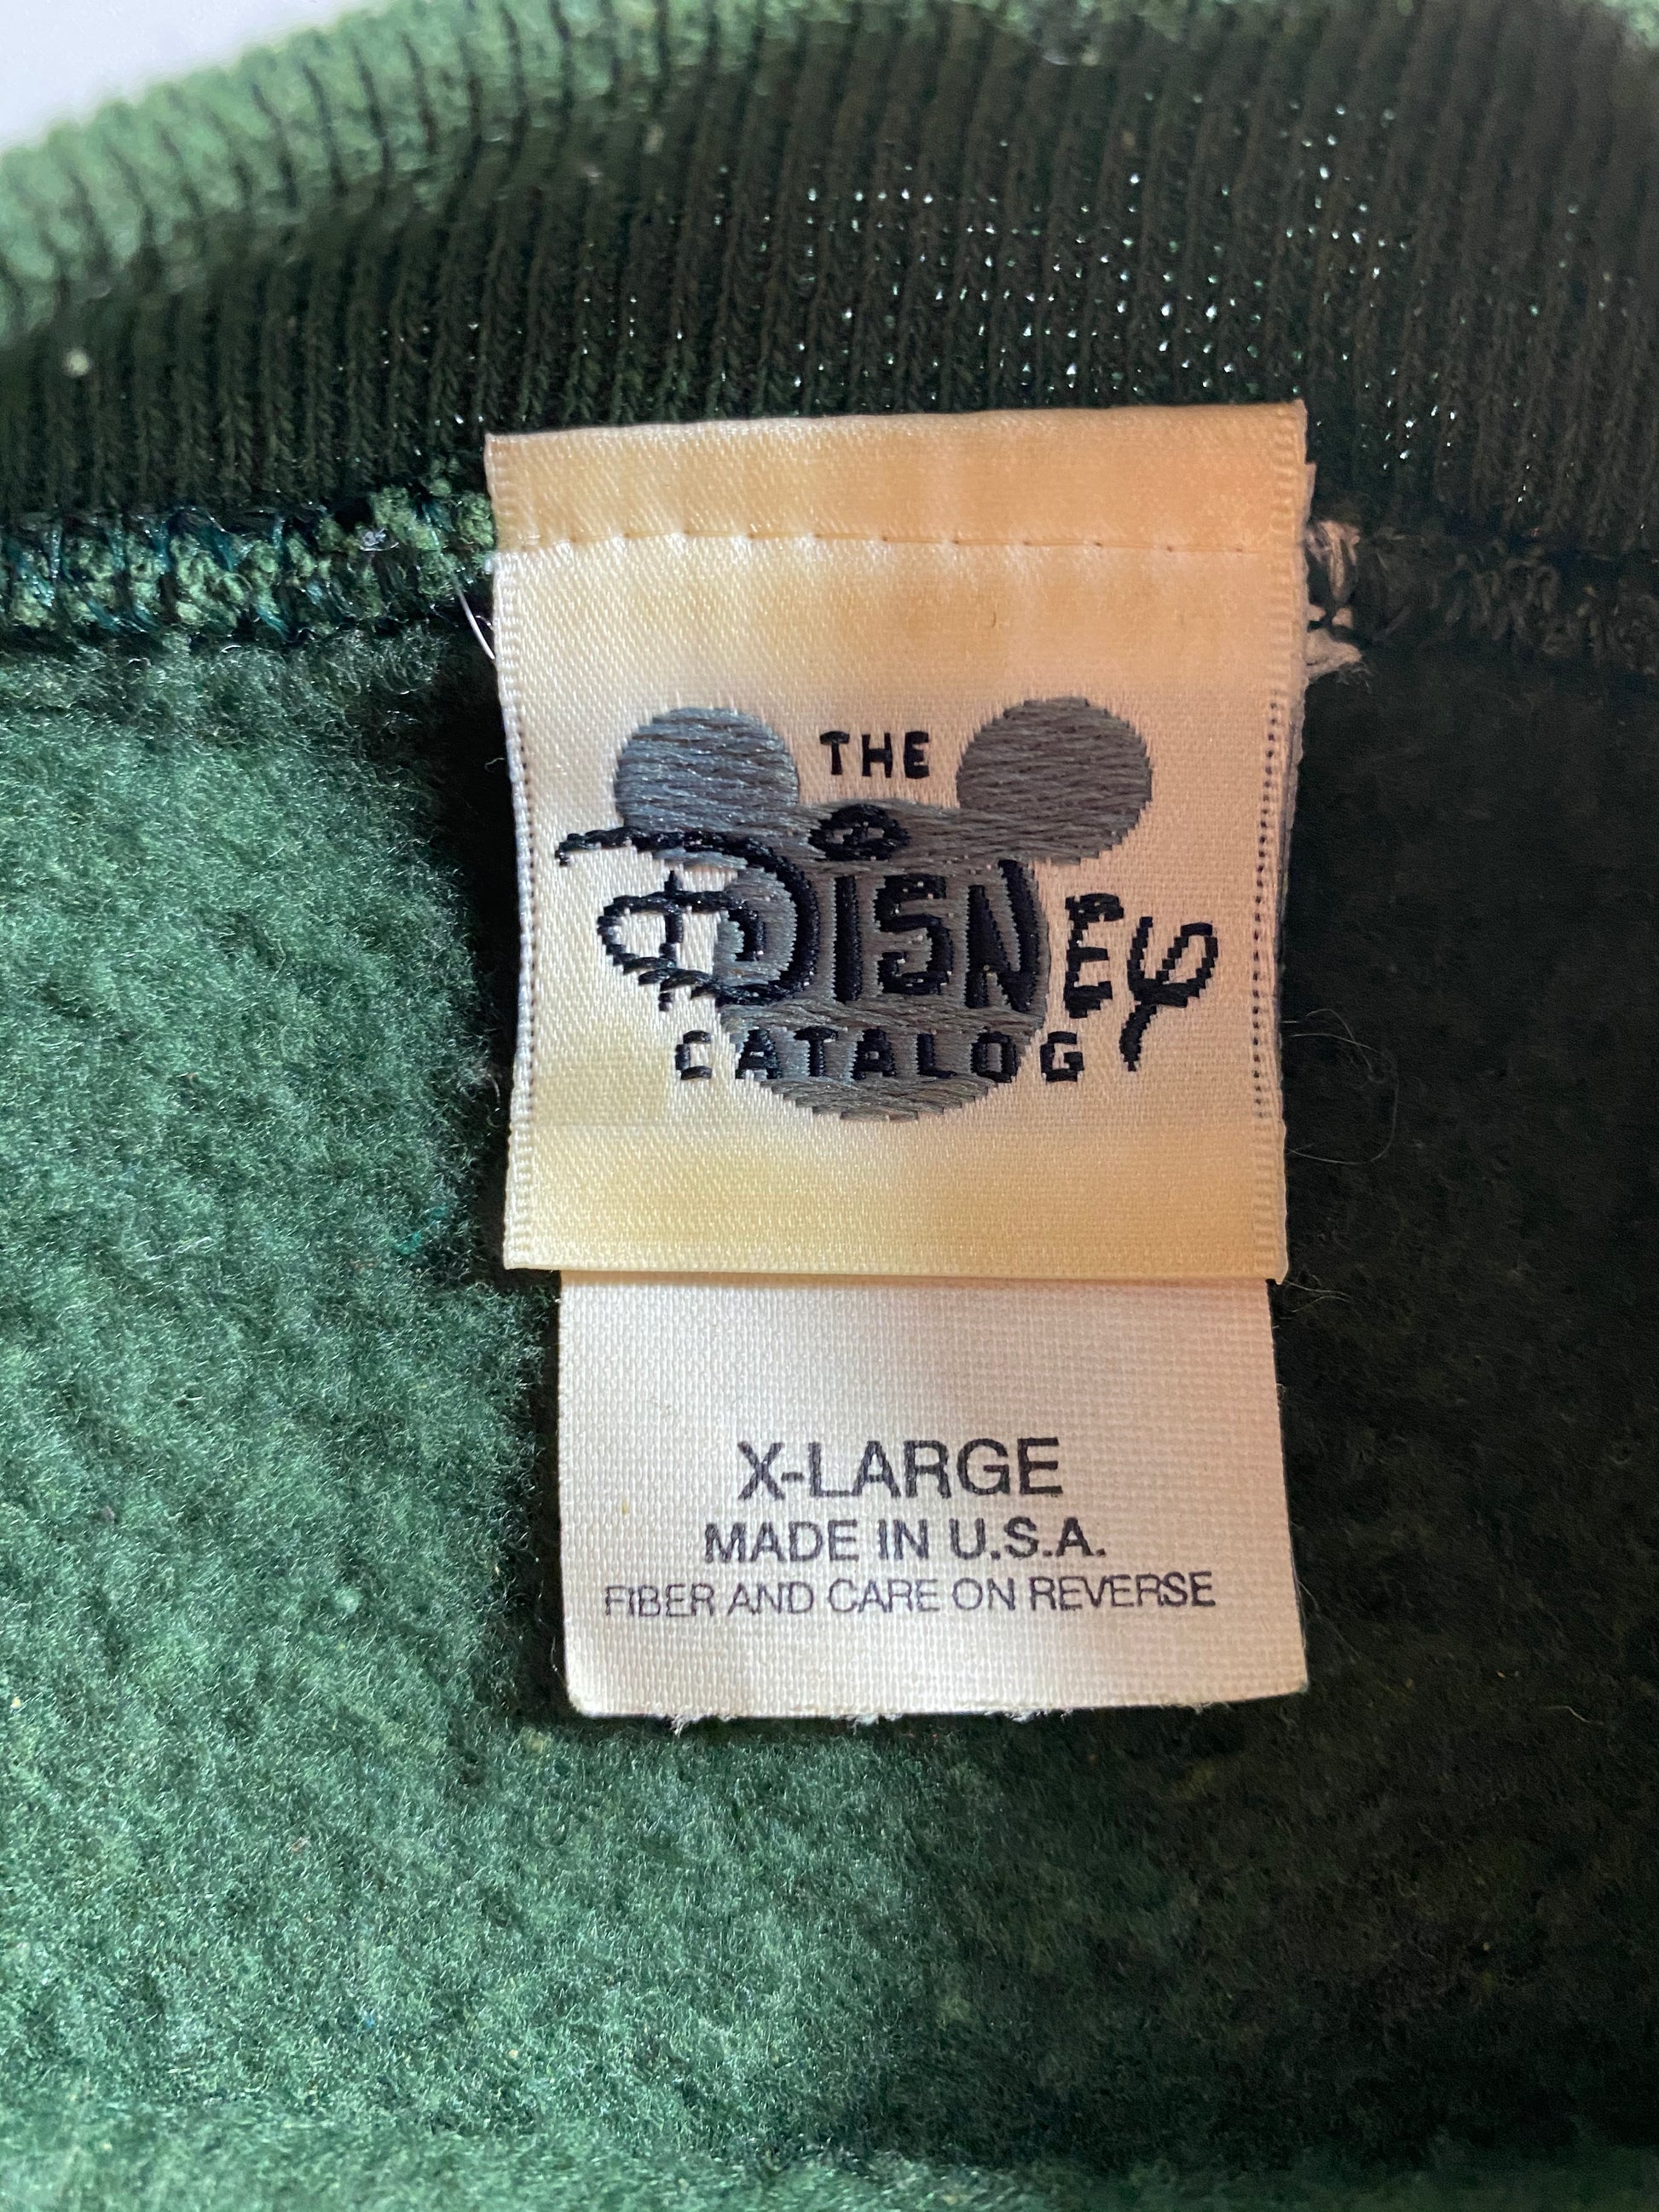 THE
DiSNEY
CATALOG
X-LARGE
MADE IN U.S.A.
FIBER AND CARE ON REVERSE